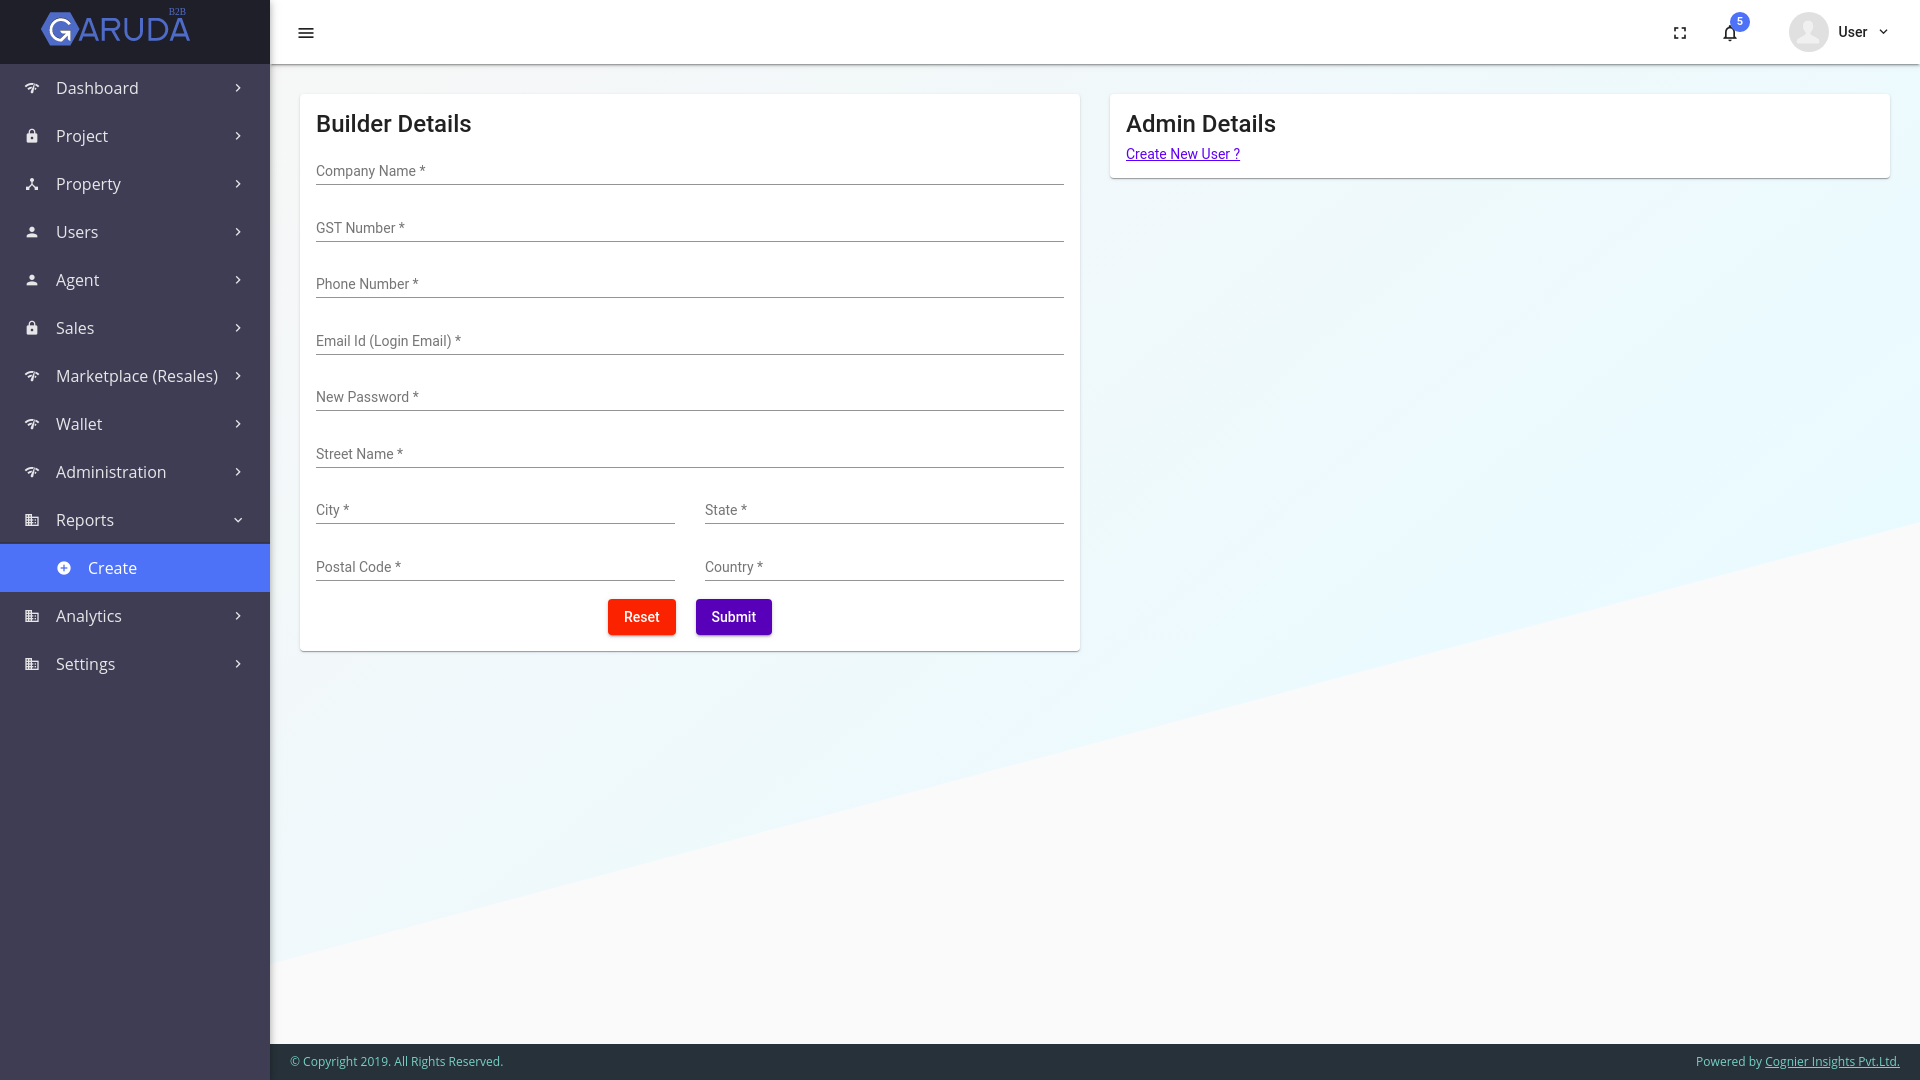 B2B
GARUDA
5
User
Dashboard
Project
Property
Users
Agent
Sales
Marketplace (Resales)
Wallet
Administration
Reports
Create
Analytics
Settings
Builder Details
Company Name *
GST Number *
Phone Number *
Email Id (Login Email) *
New Password *
Street Name *
City *
State *
Postal Code *
Country *
Reset
Submit
Admin Details
Create New User ?
© Copyright 2019. All Rights Reserved.
Powered by Cognier Insights Pvt.Ltd.